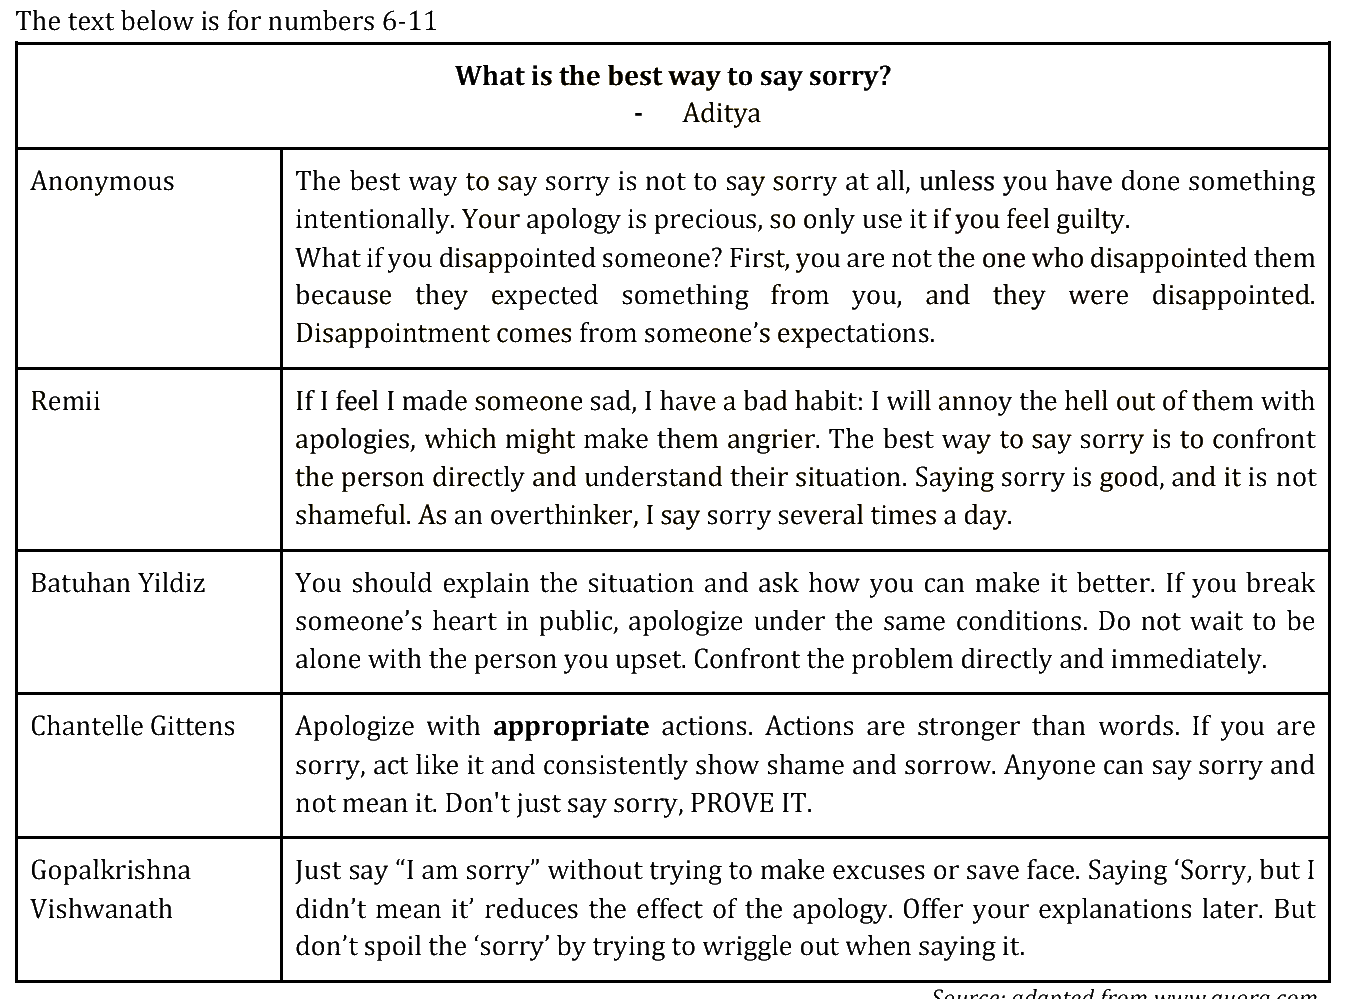 The text below is for numbers 6-11
What is the best way to say sorry?
- Aditya
Anonymous
The best way to say sorry is not to say sorry at all, unless you have done something
intentionally. Your apology is precious, so only use it if you feel guilty.
What if you disappointed someone? First, you are not the one who disappointed them
because they expected something from you, and they were disappointed.
Disappointment comes from someone’s expectations.
Remii
If I feel I made someone sad, I have a bad habit: I will annoy the hell out of them with
apologies, which might make them angrier. The best way to say sorry is to confront
the person directly and understand their situation. Saying sorry is good, and it is not
shameful. As an overthinker, I say sorry several times a day.
Batuhan Yildiz
You should explain the situation and ask how you can make it better. If you break
someone’s heart in public, apologize under the same conditions. Do not wait to be
alone with the person you upset. Confront the problem directly and immediately.
Chantelle Gittens
Apologize with appropriate actions. Actions are stronger than words. If you are
sorry, act like it and consistently show shame and sorrow. Anyone can say sorry and
not mean it. Don't just say sorry, PROVE IT.
Gopalkrishna
Vishwanath
Just say “I am sorry” without trying to make excuses or save face. Saying ‘Sorry, but I
didn’t mean it’ reduces the effect of the apology. Offer your explanations later. But
don’t spoil the ‘sorry’ by trying to wriggle out when saying it.
Source: adapted from www.quora.com